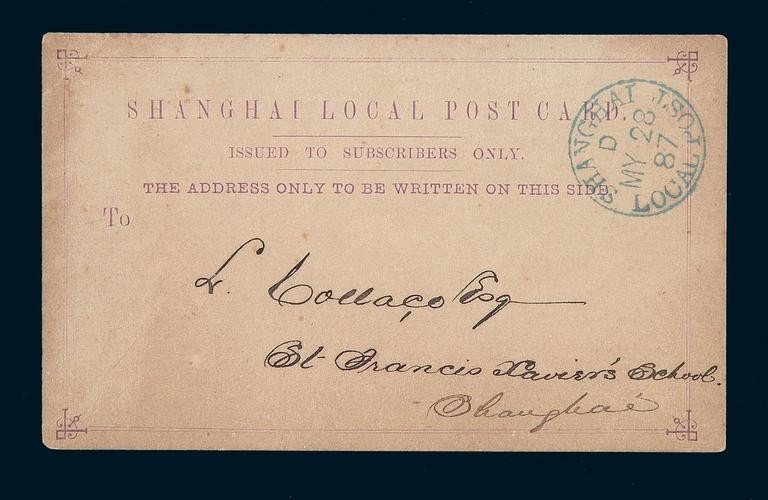 SHANGHAI LOCAL POST CARD.
ISSUED TO SUBSCRIBERS ONLY.
THE ADDRESS ONLY TO BE WRITTEN ON THIS SIDE.
To
L. Collaço Esq
St Francis Xavier's School.
Shanghai
SHANGHAI LOCAL POST
D
MY 28
87